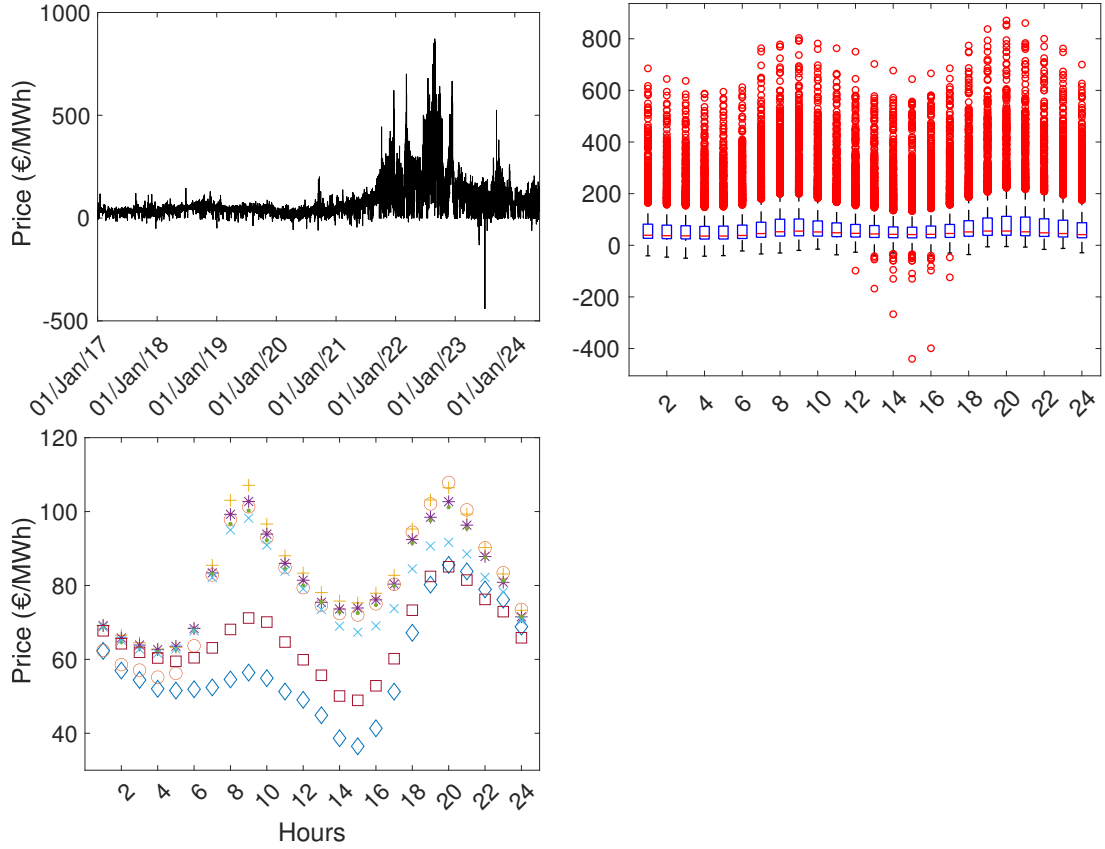 Price (€/MWh)
1000
500
0
-500
01/Jan/17
01/Jan/18
01/Jan/19
01/Jan/20
01/Jan/21
01/Jan/22
01/Jan/23
01/Jan/24
800
600
400
200
0
-200
-400
2 4 6 8 10 12 14 16 18 20 22 24
Price (€/MWh)
120
100
80
60
40
2 4 6 8 10 12 14 16 18 20 22 24
Hours